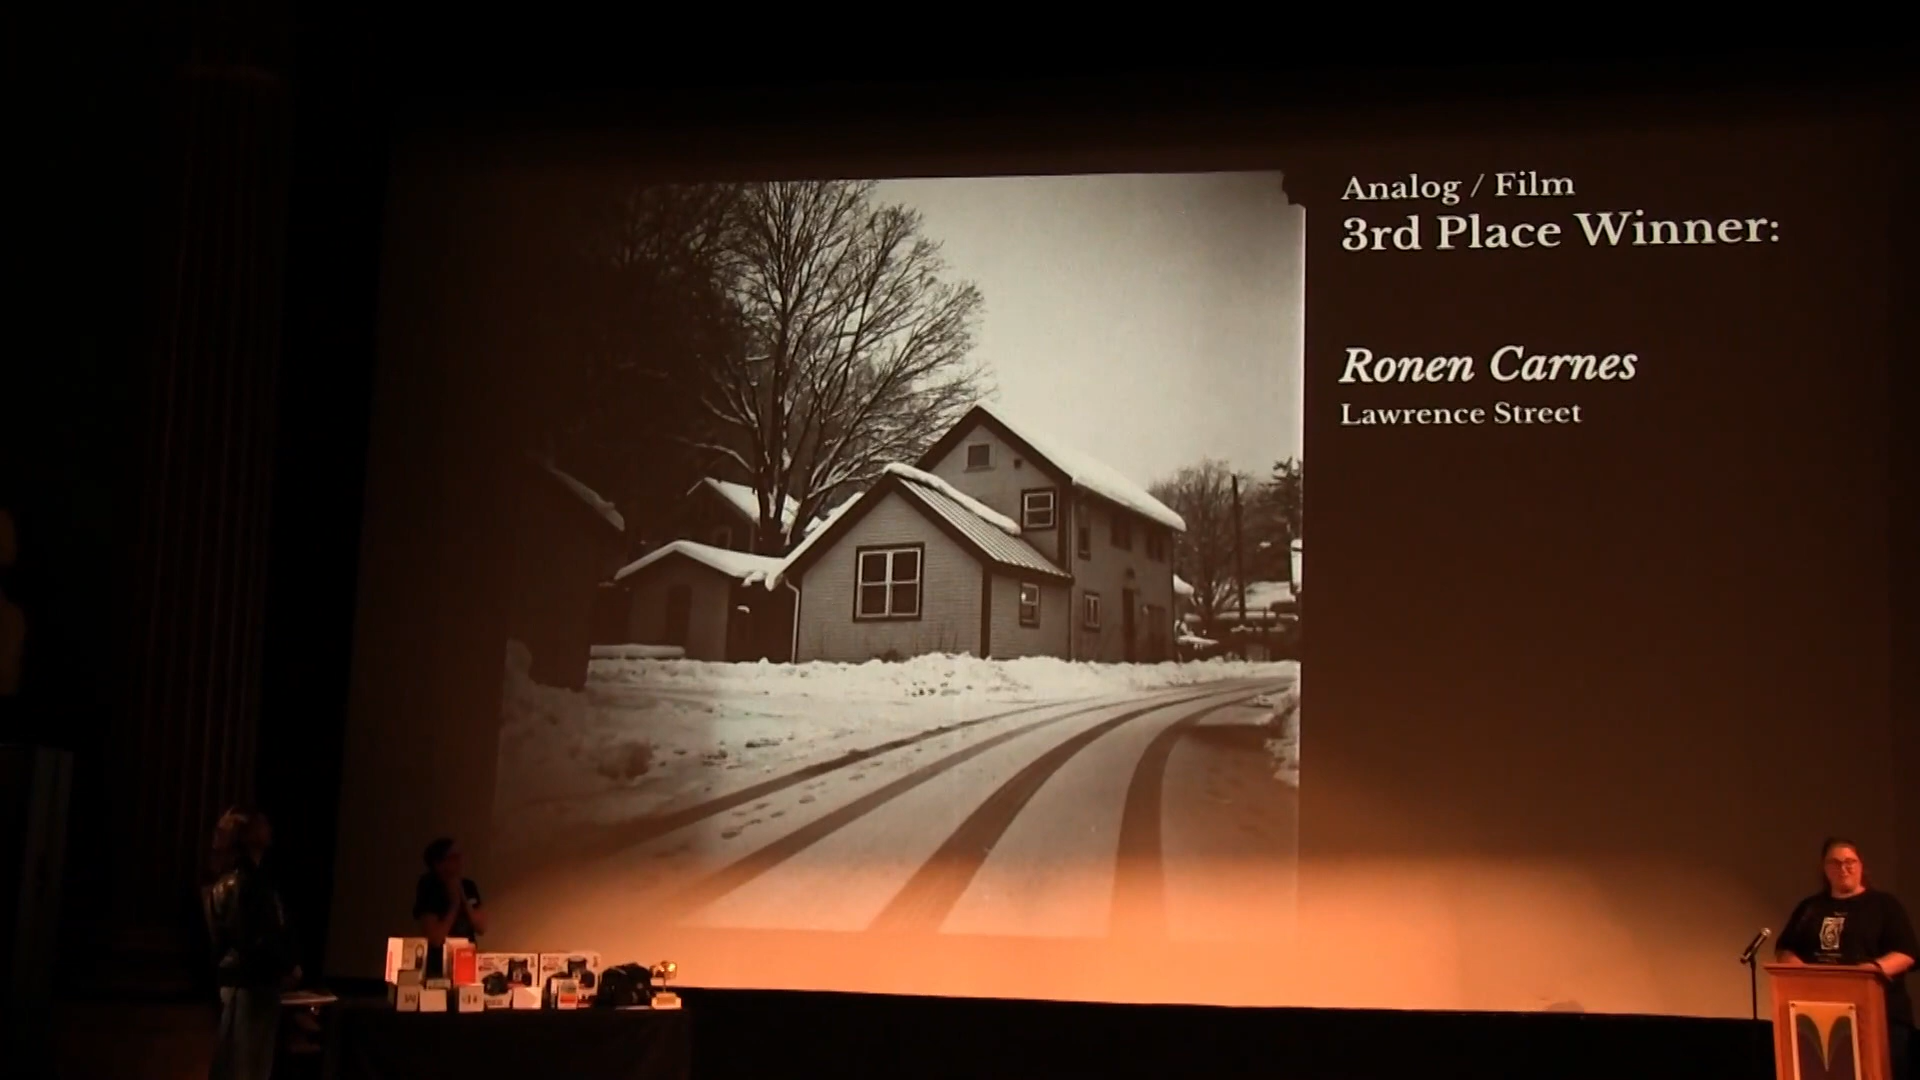 Analog / Film
3rd Place Winner:
Ronen Carnes
Lawrence Street